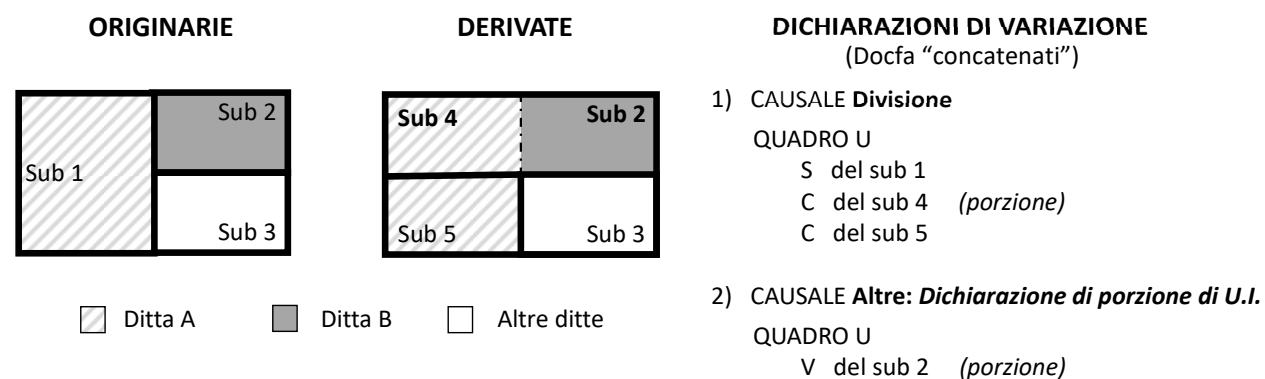 ORIGINARIE
Sub 1
Sub 2
Sub 3
DERIVATE
Sub 4
Sub 2
Sub 5
Sub 3
Ditta A
Ditta B
Altre ditte
DICHIARAZIONI DI VARIAZIONE
(Docfa “concatenati”)
1) CAUSALE Divisione
QUADRO U
S del sub 1
C del sub 4 (porzione)
C del sub 5
2) CAUSALE Altre: Dichiarazione di porzione di U.I.
QUADRO U
V del sub 2 (porzione)